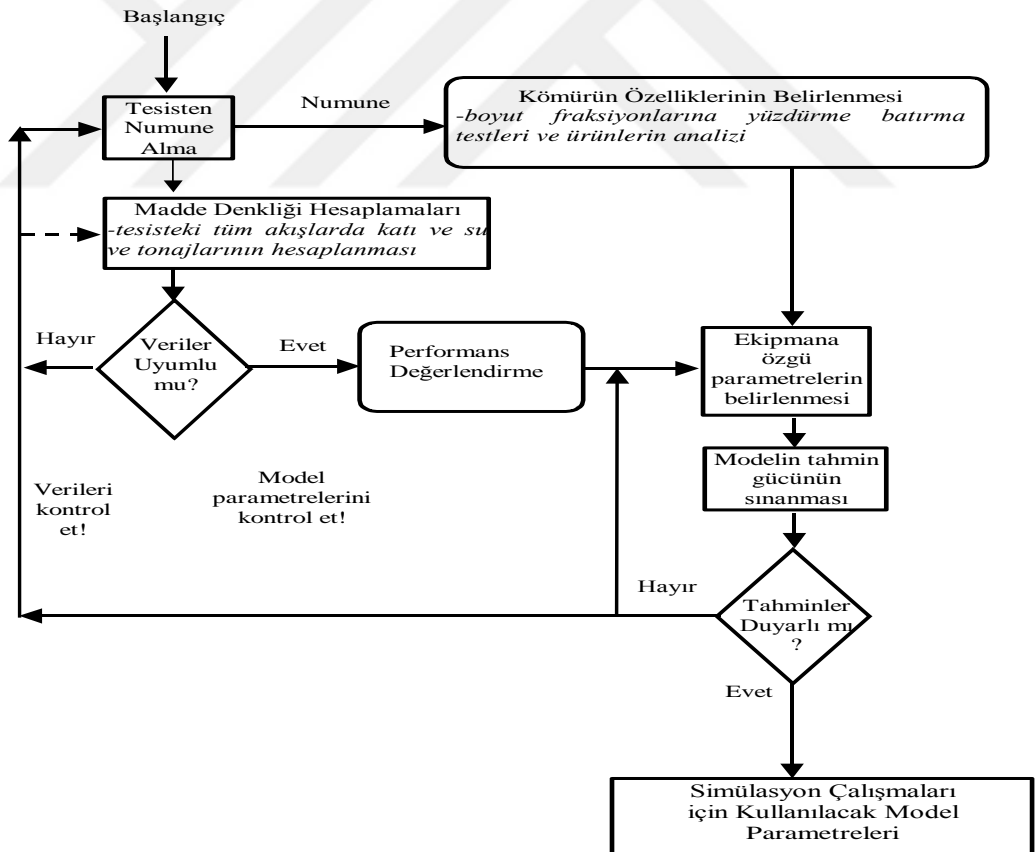 Başlangıç
Tesisten
Numune
Alma
Numune
Kömürün Özelliklerinin Belirlenmesi
-boyut fraksiyonlarına yüzdürme batırma
testleri ve ürünlerin analizi
Madde Denkliği Hesaplamaları
-tesisteki tüm akışlarda katı ve su
ve tonajlarının hesaplanması
Hayır
Veriler
Uyumlu
mu?
Evet
Performans
Değerlendirme
Ekipmana
özgü
parametrelerin
belirlenmesi
Modelin tahmin
gücünün
sınanması
Verileri
kontrol
et!
Model
parametrelerini
kontrol et!
Hayır
Tahminler
Duyarlı mı
?
Evet
Simülasyon Çalışmaları
için Kullanılacak Model
Parametreleri